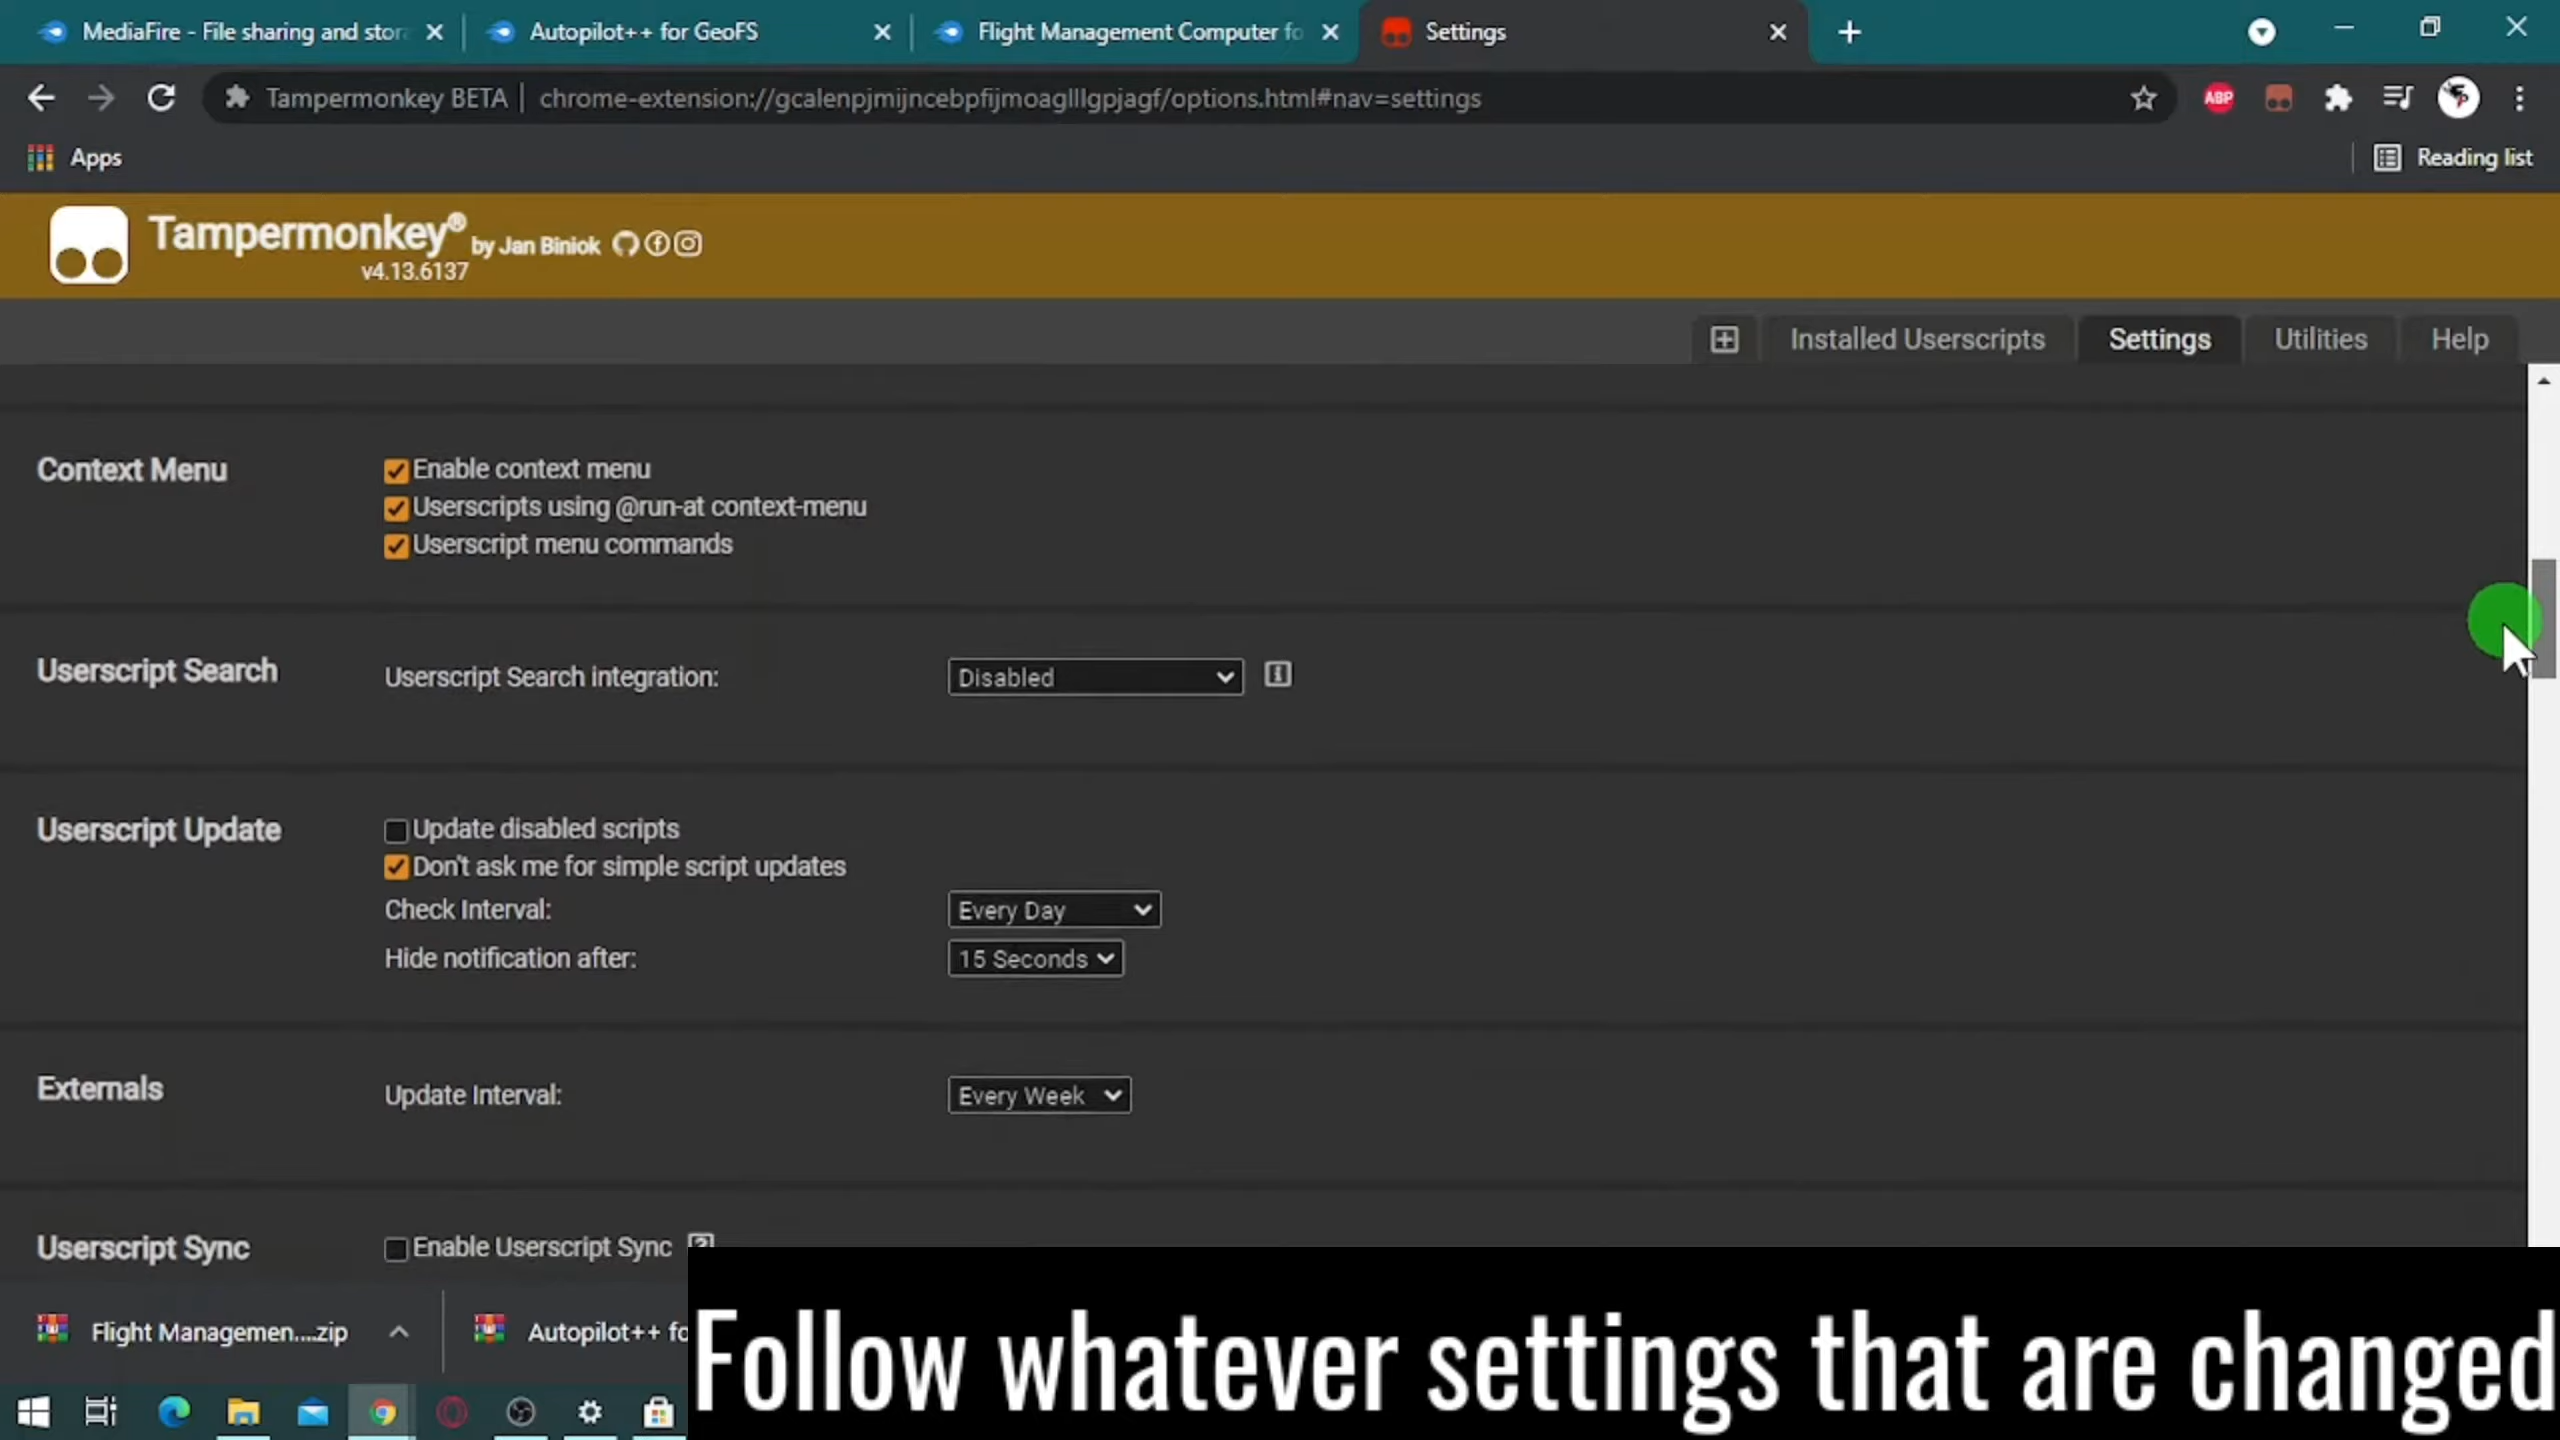 MediaFire - File sharing and stora
Autopilot++ for GeoFS
Flight Management Computer fo
Settings
Tampermonkey BETA
chrome-extension://gcalenpjmijncebpfijmoaglllgpjagf/options.html#nav=settings
ABP
Apps
Reading list
Tampermonkey® by Jan Biniok
v4.13.6137
Installed Userscripts
Settings
Utilities
Help
Context Menu
Enable context menu
Userscripts using @run-at context-menu
Userscript menu commands
Userscript Search
Userscript Search integration:
Disabled
Userscript Update
Update disabled scripts
Don't ask me for simple script updates
Check Interval:
Every Day
Hide notification after:
15 Seconds
Externals
Update Interval:
Every Week
Userscript Sync
Enable Userscript Sync
Flight Managemen....zip
Autopilot++ fo
Follow whatever settings that are changed